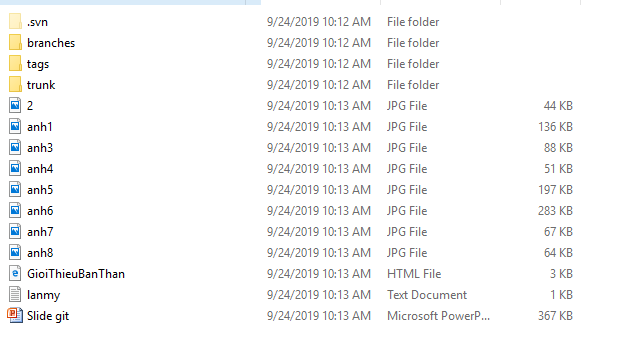 .svn 9/24/2019 10:12 AM File folder
branches 9/24/2019 10:12 AM File folder
tags 9/24/2019 10:12 AM File folder
trunk 9/24/2019 10:12 AM File folder
2 9/24/2019 10:13 AM JPG File 44 KB
anh1 9/24/2019 10:13 AM JPG File 136 KB
anh3 9/24/2019 10:13 AM JPG File 88 KB
anh4 9/24/2019 10:13 AM JPG File 51 KB
anh5 9/24/2019 10:13 AM JPG File 197 KB
anh6 9/24/2019 10:13 AM JPG File 283 KB
anh7 9/24/2019 10:13 AM JPG File 67 KB
anh8 9/24/2019 10:13 AM JPG File 64 KB
GioiThieuBanThan 9/24/2019 10:13 AM HTML File 3 KB
lanmy 9/24/2019 10:13 AM Text Document 1 KB
Slide git 9/24/2019 10:13 AM Microsoft PowerP... 367 KB